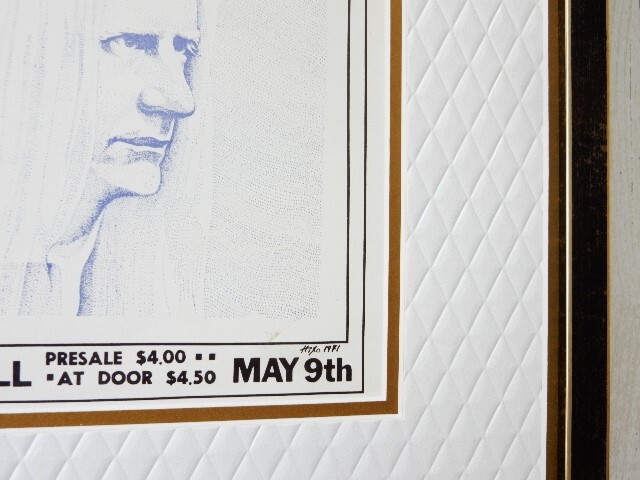 LL PRESALE $4.00 ▪▪ MAY 9th
▪AT DOOR $4.50